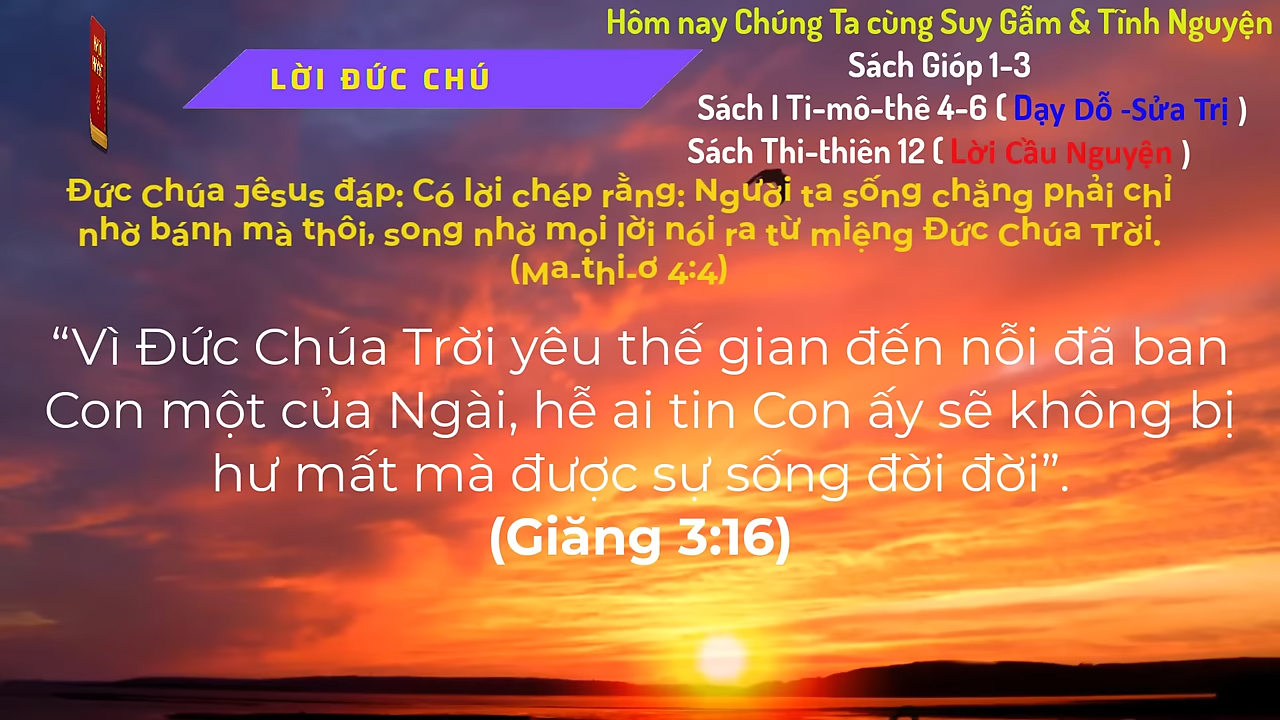 Hôm nay Chúng Ta cùng Suy Gẫm & Tĩnh Nguyện
LỜI ĐỨC CHÚ
Sách Gióp 1-3
Sách I Ti-mô-thê 4-6 ( Dạy Dỗ -Sửa Trị )
Sách Thi-thiên 12 ( Lời Cầu Nguyện )
Đức Chúa Jêsus đáp: Có lời chép rằng: Người ta sống chẳng phải chỉ
nhờ bánh mà thôi, song nhờ mọi lời nói ra từ miệng Đức Chúa Trời.
(Ma-thi-ơ 4:4)
“Vì Đức Chúa Trời yêu thế gian đến nỗi đã ban
Con một của Ngài, hễ ai tin Con ấy sẽ không bị
hư mất mà được sự sống đời đời”.
(Giăng 3:16)